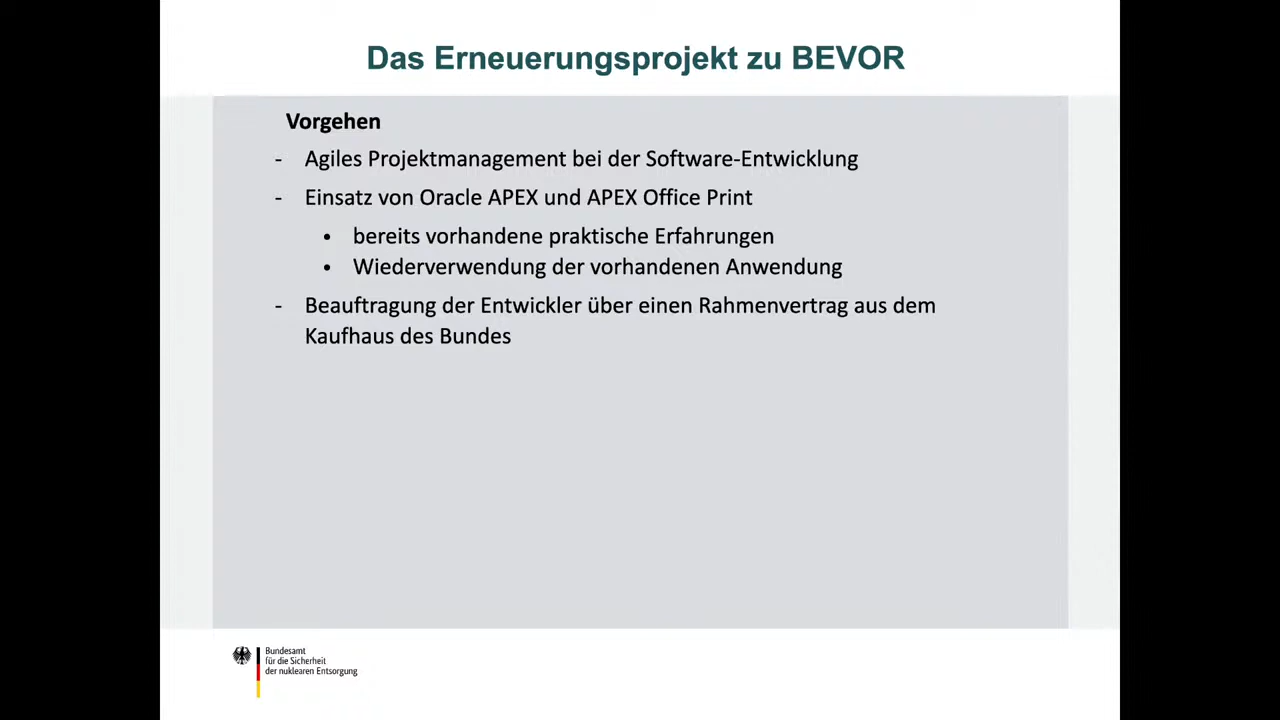 Das Erneuerungsprojekt zu BEVOR
Vorgehen
- Agiles Projektmanagement bei der Software-Entwicklung
- Einsatz von Oracle APEX und APEX Office Print
• bereits vorhandene praktische Erfahrungen
• Wiederverwendung der vorhandenen Anwendung
- Beauftragung der Entwickler über einen Rahmenvertrag aus dem
Kaufhaus des Bundes
Bundesamt
für die Sicherheit
der nuklearen Entsorgung